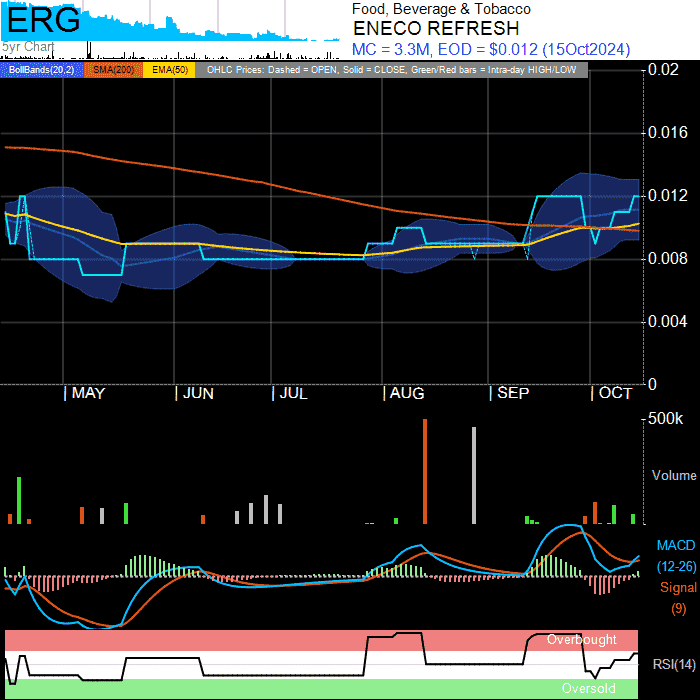 ERG
5yr Chart
Food, Beverage & Tobacco
ENECO REFRESH
MC = 3.3M, EOD = $0.012 (15Oct2024)
BollBands(20,2) SMA(200) EMA(50) OHLC Prices: Dashed = OPEN, Solid = CLOSE, Green/Red bars = Intra-day HIGH/LOW
0.02
0.016
0.012
0.008
0.004
0
| MAY | JUN | JUL | AUG | SEP | OCT
500k
Volume
MACD
(12-26)
Signal
(9)
Overbought
RSI(14)
Oversold